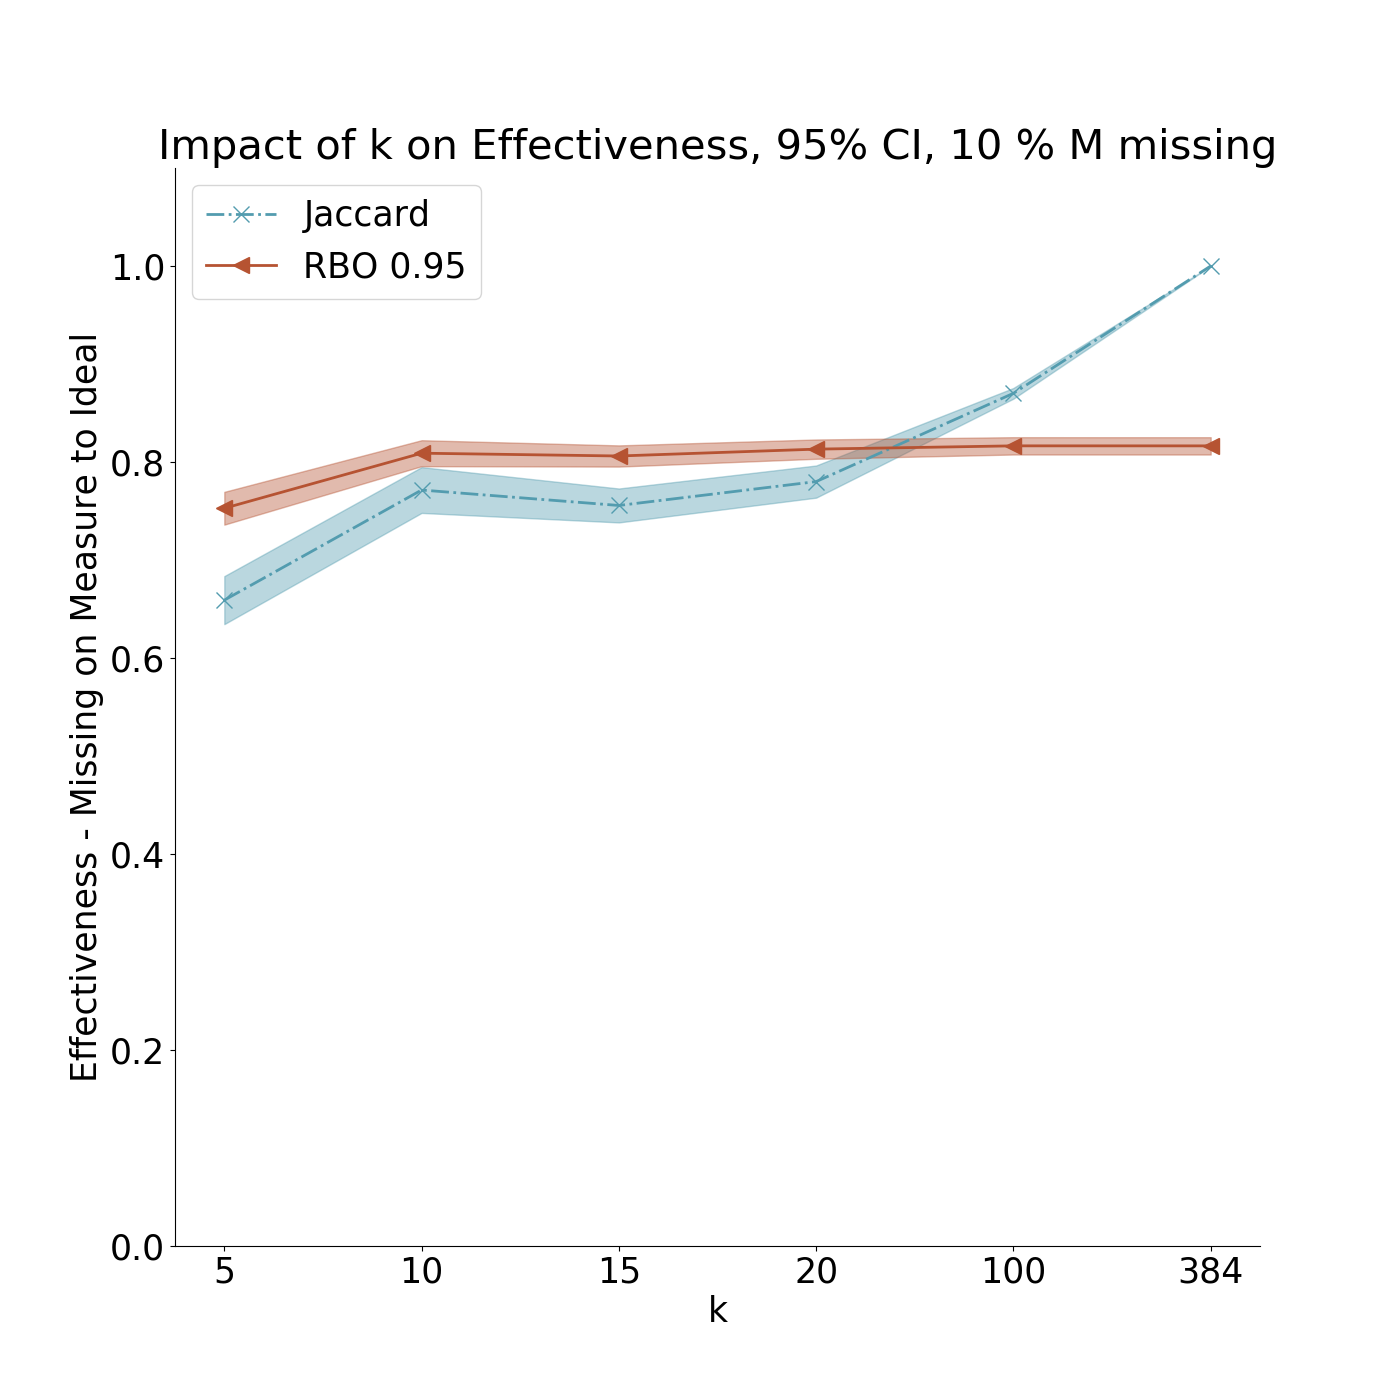 Impact of k on Effectiveness, 95% CI, 10 % M missing
Jaccard
RBO 0.95
Effectiveness - Missing on Measure to Ideal
1.0
0.8
0.6
0.4
0.2
0.0
5 10 15 20 100 384
k